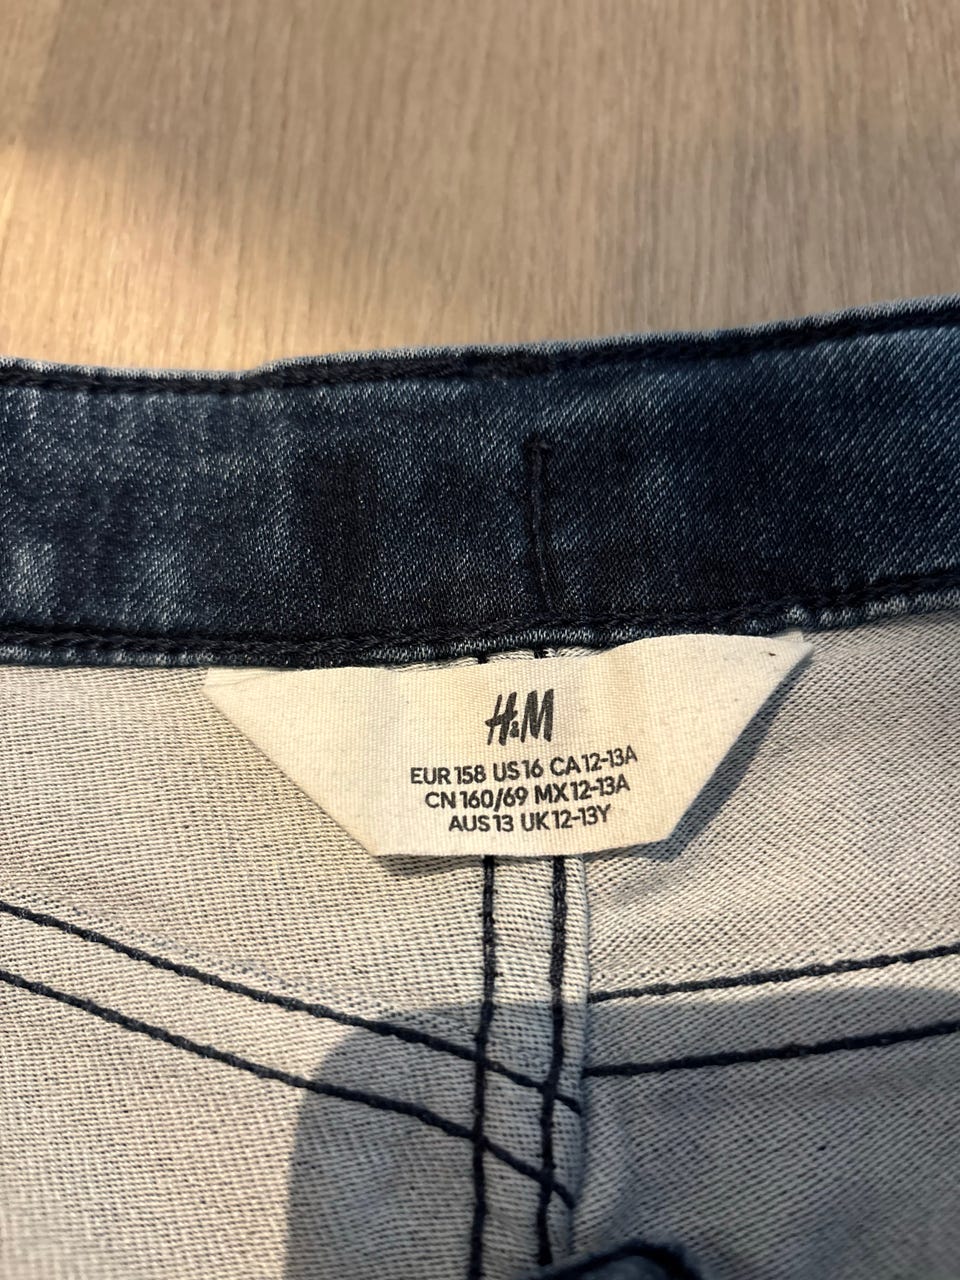 H&M
EUR 158 US 16 CA 12-13A
CN 160/69 MX 12-13A
AUS 13 UK 12-13Y